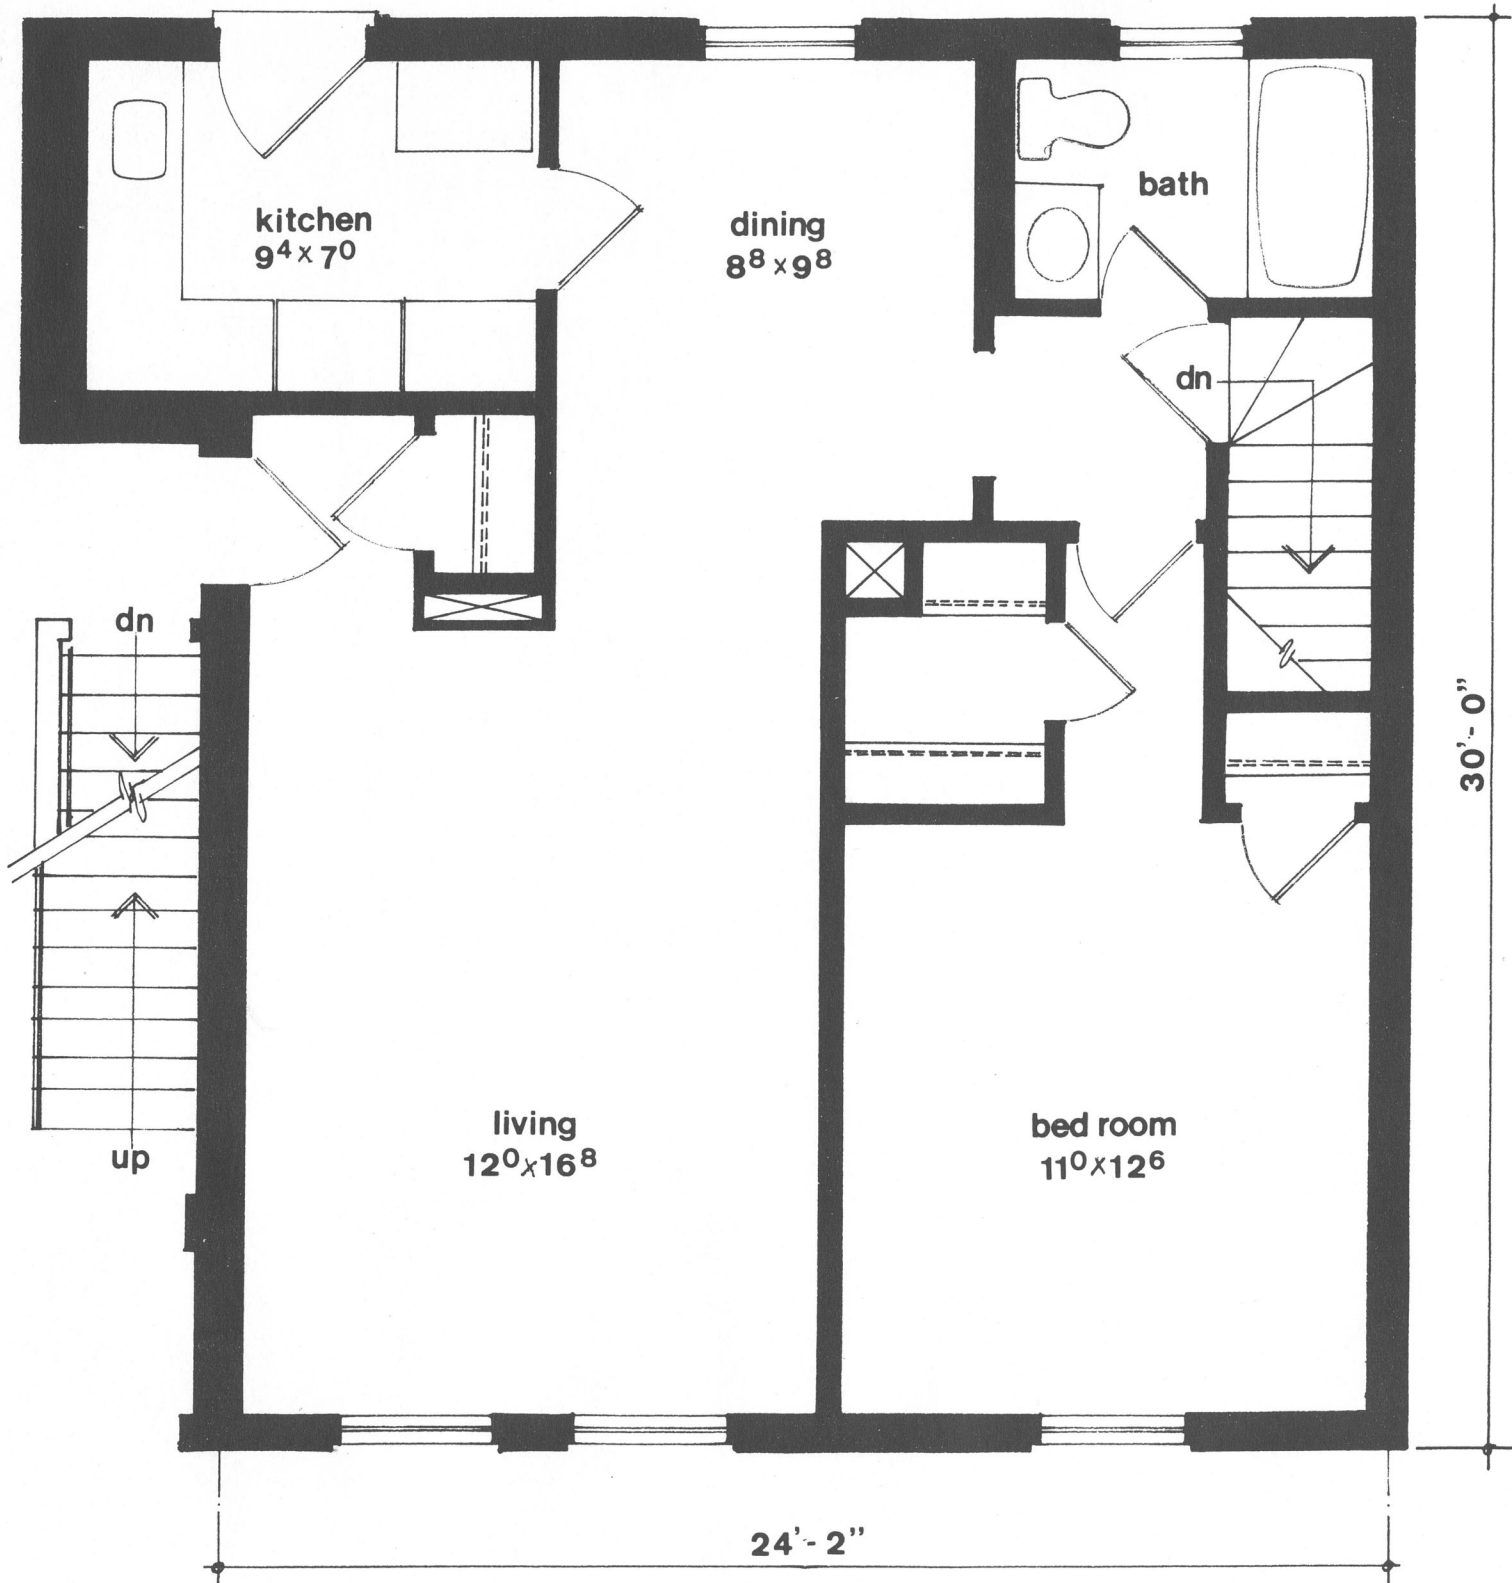 kitchen
9⁴ x 7⁰
dining
8⁸ x 9⁸
bath
dn
dn
up
living
12⁰ x 16⁸
bed room
11⁰ x 12⁶
30'- 0"
24'- 2"